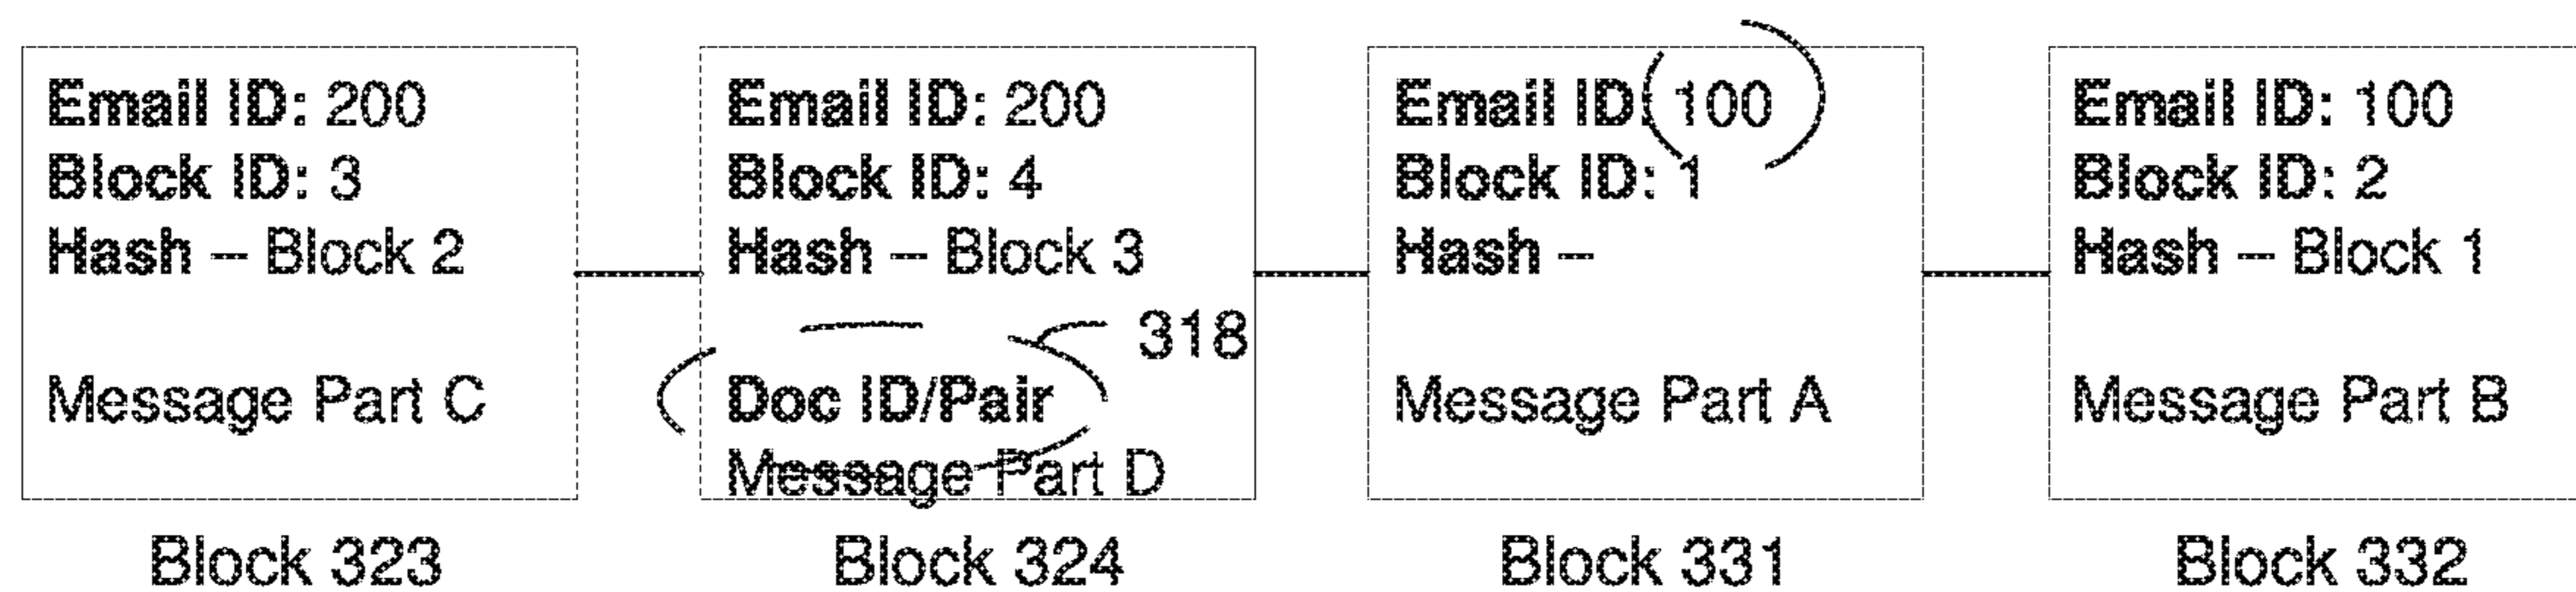 Email ID: 200
Block ID: 3
Hash – Block 2
Message Part C
Block 323
Email ID: 200
Block ID: 4
Hash – Block 3
318
Doc ID/Pair
Message Part D
Block 324
Email ID: 100
Block ID: 1
Hash –
Message Part A
Block 331
Email ID: 100
Block ID: 2
Hash – Block 1
Message Part B
Block 332